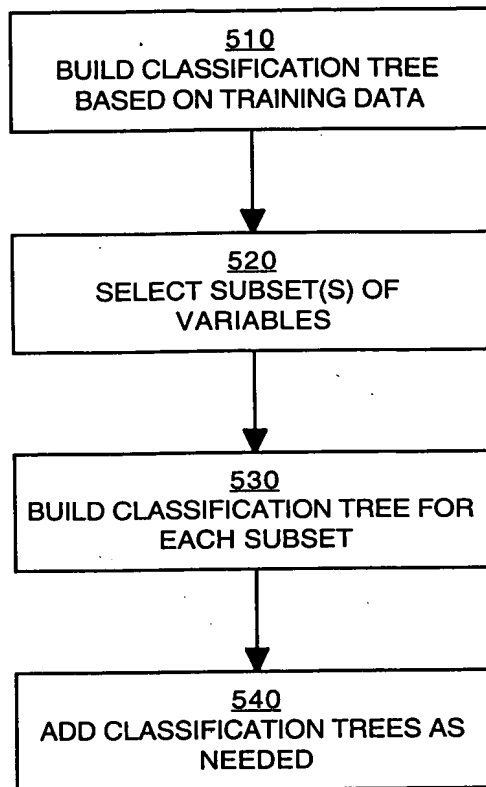 510
BUILD CLASSIFICATION TREE
BASED ON TRAINING DATA
520
SELECT SUBSET(S) OF
VARIABLES
530
BUILD CLASSIFICATION TREE FOR
EACH SUBSET
540
ADD CLASSIFICATION TREES AS
NEEDED